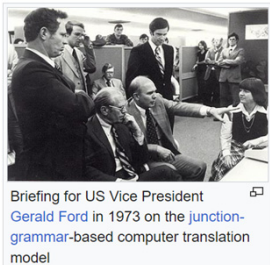 Briefing for US Vice President
Gerald Ford in 1973 on the junction-
grammar-based computer translation
model